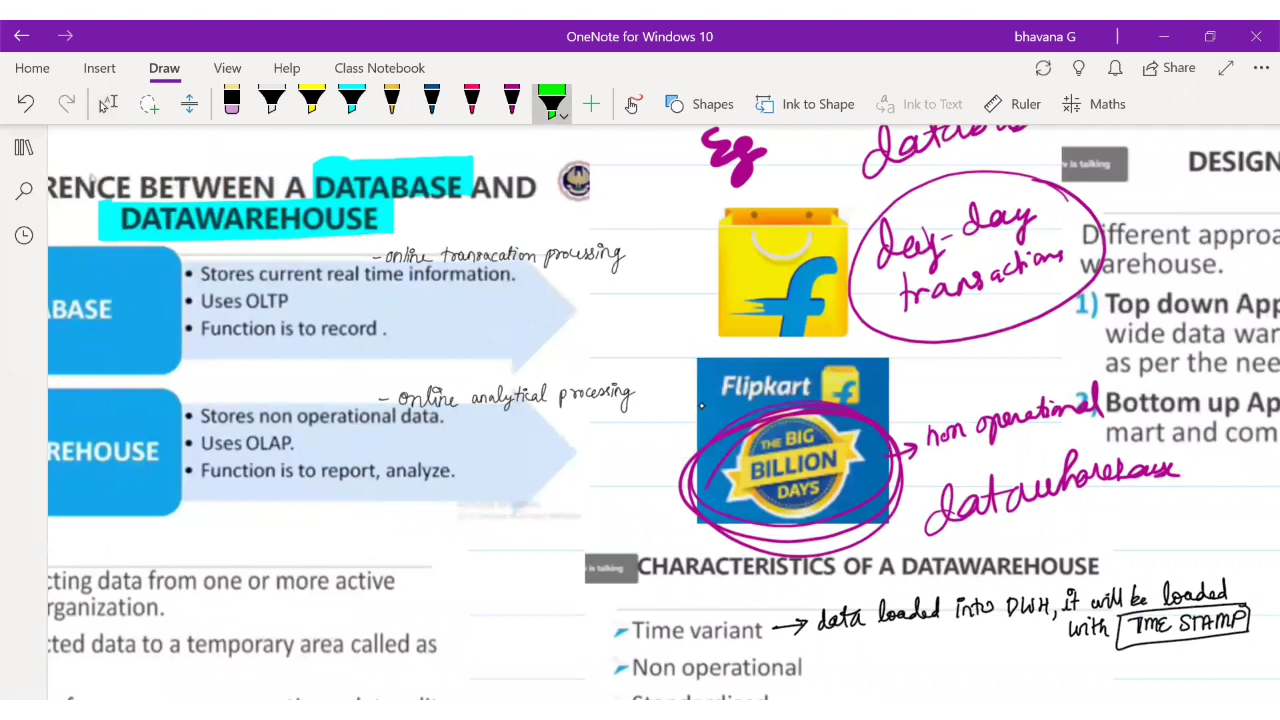 OneNote for Windows 10
bhavana G
Home Insert Draw View Help Class Notebook
Share
Shapes Ink to Shape Ink to Text Ruler Maths
RENCE BETWEEN A DATABASE AND
DATAWAREHOUSE
-online transacation processing
ABASE
• Stores current real time information.
• Uses OLTP
• Function is to record .
- online analytical processing
REHOUSE
• Stores non operational data.
• Uses OLAP.
• Function is to report, analyze.
cting data from one or more active
rganization.
cted data to a temporary area called as
Eg
day-day
transactions
f
Flipkart
THE BIG
BILLION
DAYS
→ non operational
datawhorehouse
is talking
DESIGN
Different approa
warehouse.
1) Top down App
wide data war
as per the nee
Bottom up Ap
mart and com
is talking
CHARACTERISTICS OF A DATAWAREHOUSE
Time variant → data loaded into DWH, it will be loaded
with TIME STAMP
Non operational